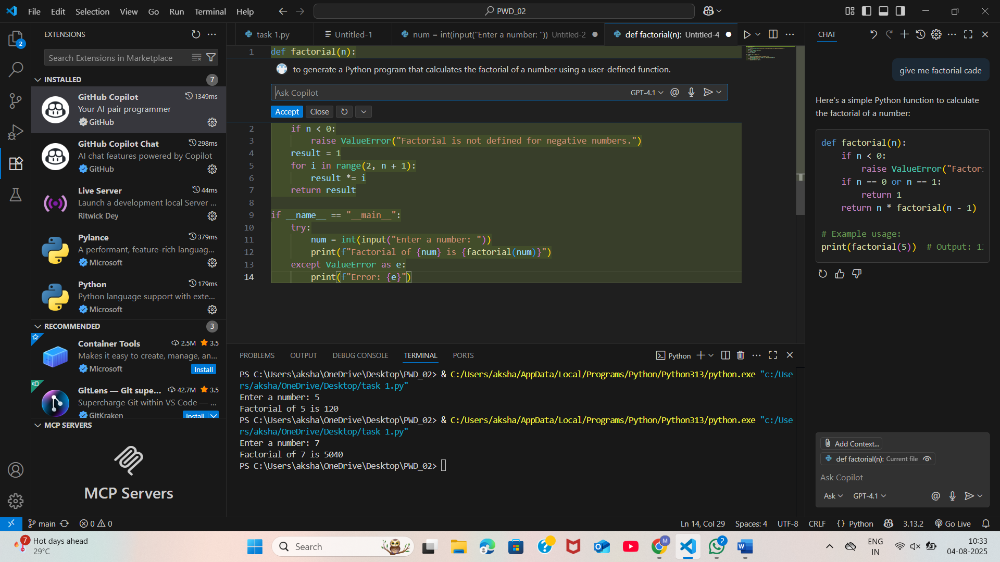 File Edit Selection View Go Run Terminal Help
PWD_02
EXTENSIONS
Search Extensions in Marketplace
INSTALLED 7
GitHub Copilot 1349ms
Your AI pair programmer
GitHub
GitHub Copilot Chat 298ms
AI chat features powered by Copilot
GitHub
Live Server 44ms
Launch a development local Server ...
Ritwick Dey
Pylance 379ms
A performant, feature-rich languag...
Microsoft
Python 179ms
Python language support with exte...
Microsoft
RECOMMENDED 3
Container Tools 2.5M 3.5
Makes it easy to create, manage, an...
Microsoft Install
GitLens — Git supe... 42.7M 3.5
Supercharge Git within VS Code — ...
GitKraken Install
MCP SERVERS
MCP Servers
2
task 1.py Untitled-1 num = int(input("Enter a number: ")) Untitled-2 def factorial(n): Untitled-4
1 def factorial(n):
to generate a Python program that calculates the factorial of a number using a user-defined function.
Ask Copilot GPT-4.1
Accept Close
2 if n < 0:
3 raise ValueError("Factorial is not defined for negative numbers.")
4 result = 1
5 for i in range(2, n + 1):
6 result *= i
7 return result
8
9 if __name__ == "__main__":
10 try:
11 num = int(input("Enter a number: "))
12 print(f"Factorial of {num} is {factorial(num)}")
13 except ValueError as e:
14 print(f"Error: {e}")
PROBLEMS OUTPUT DEBUG CONSOLE TERMINAL PORTS Python
PS C:\Users\aksha\OneDrive\Desktop\PWD_02> & C:/Users/aksha/AppData/Local/Programs/Python/Python313/python.exe "c:/Use
rs/aksha/OneDrive/Desktop/task 1.py"
Enter a number: 5
Factorial of 5 is 120
PS C:\Users\aksha\OneDrive\Desktop\PWD_02> & C:/Users/aksha/AppData/Local/Programs/Python/Python313/python.exe "c:/Use
rs/aksha/OneDrive/Desktop/task 1.py"
Enter a number: 7
Factorial of 7 is 5040
PS C:\Users\aksha\OneDrive\Desktop\PWD_02>
CHAT
give me factorial cade
Here's a simple Python function to calculate
the factorial of a number:
def factorial(n):
if n < 0:
raise ValueError("Factor
if n == 0 or n == 1:
return 1
return n * factorial(n - 1)
# Example usage:
print(factorial(5)) # Output: 1
Add Context...
def factorial(n): Current file
Ask Copilot
Ask GPT-4.1
main 0 0 Ln 14, Col 29 Spaces: 4 UTF-8 CRLF {} Python 3.13.2 Go Live
7 Hot days ahead
29°C
Search
M
2
ENG
IN
10:33
04-08-2025